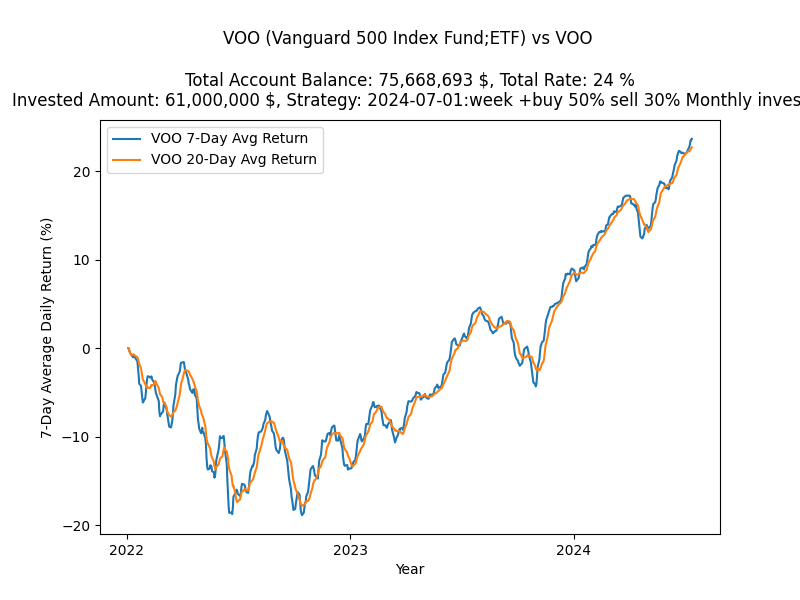 VOO (Vanguard 500 Index Fund;ETF) vs VOO
Total Account Balance: 75,668,693 $, Total Rate: 24 %
Invested Amount: 61,000,000 $, Strategy: 2024-07-01:week +buy 50% sell 30% Monthly inves
VOO 7-Day Avg Return
VOO 20-Day Avg Return
7-Day Average Daily Return (%)
20
10
0
−10
−20
2022
2023
2024
Year